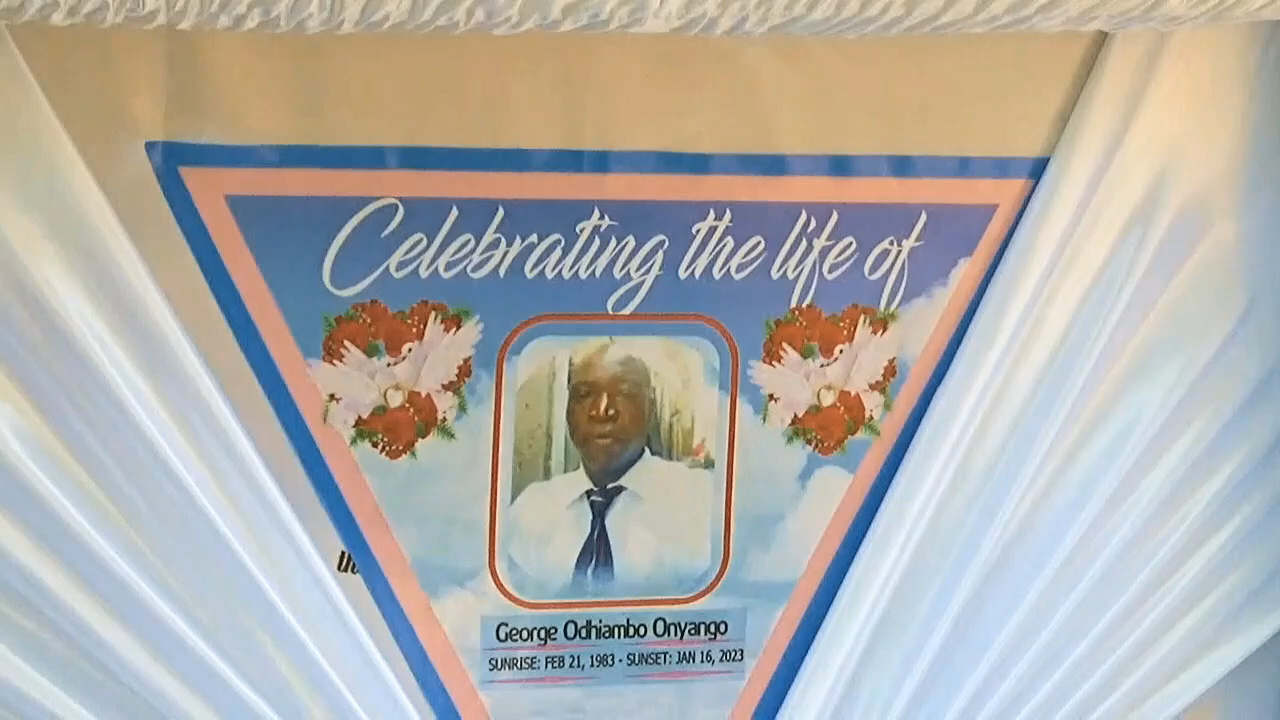 Celebrating the life of
George Odhiambo Onyango
SUNRISE: FEB 21, 1983 - SUNSET: JAN 16, 2023